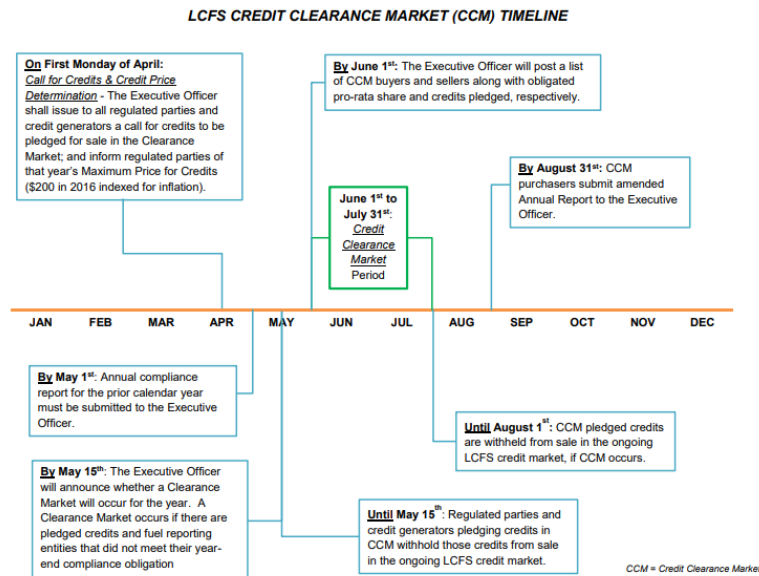 LCFS CREDIT CLEARANCE MARKET (CCM) TIMELINE
On First Monday of April:
Call for Credits & Credit Price
Determination - The Executive Officer
shall issue to all regulated parties and
credit generators a call for credits to be
pledged for sale in the Clearance
Market; and inform regulated parties of
that year's Maximum Price for Credits
($200 in 2016 indexed for inflation).
By June 1st: The Executive Officer will post a list
of CCM buyers and sellers along with obligated
pro-rata share and credits pledged, respectively.
June 1st to
July 31st:
Credit
Clearance
Market
Period
By August 31st: CCM
purchasers submit amended
Annual Report to the Executive
Officer.
JAN FEB MAR APR MAY JUN JUL AUG SEP OCT NOV DEC
By May 1st: Annual compliance
report for the prior calendar year
must be submitted to the Executive
Officer.
Until August 1st: CCM pledged credits
are withheld from sale in the ongoing
LCFS credit market, if CCM occurs.
By May 15th: The Executive Officer
will announce whether a Clearance
Market will occur for the year. A
Clearance Market occurs if there are
pledged credits and fuel reporting
entities that did not meet their year-
end compliance obligation
Until May 15th: Regulated parties and
credit generators pledging credits in
CCM withhold those credits from sale
in the ongoing LCFS credit market.
CCM = Credit Clearance Market